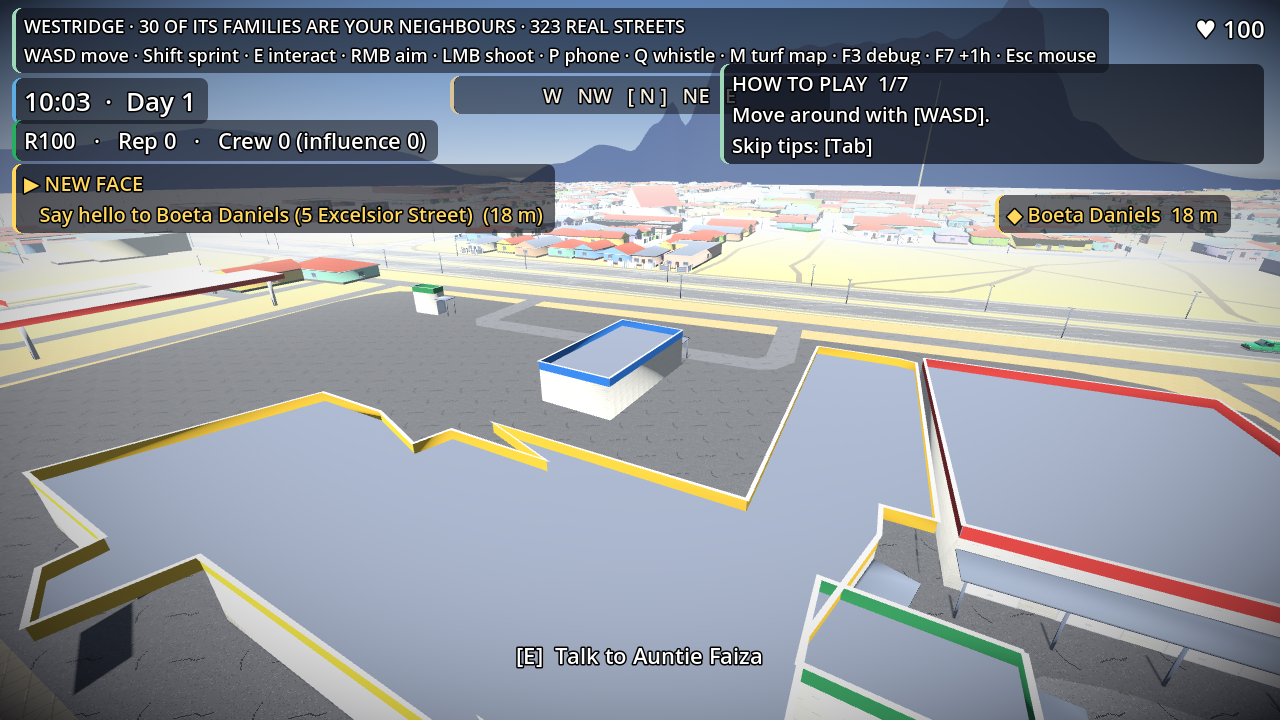 WESTRIDGE · 30 OF ITS FAMILIES ARE YOUR NEIGHBOURS · 323 REAL STREETS
WASD move · Shift sprint · E interact · RMB aim · LMB shoot · P phone · Q whistle · M turf map · F3 debug · F7 +1h · Esc mouse
♥ 100
10:03 · Day 1
W NW [ N ] NE E
HOW TO PLAY 1/7
Move around with [WASD].
Skip tips: [Tab]
R100 · Rep 0 · Crew 0 (influence 0)
▶ NEW FACE
Say hello to Boeta Daniels (5 Excelsior Street) (18 m)
◆ Boeta Daniels 18 m
[E] Talk to Auntie Faiza